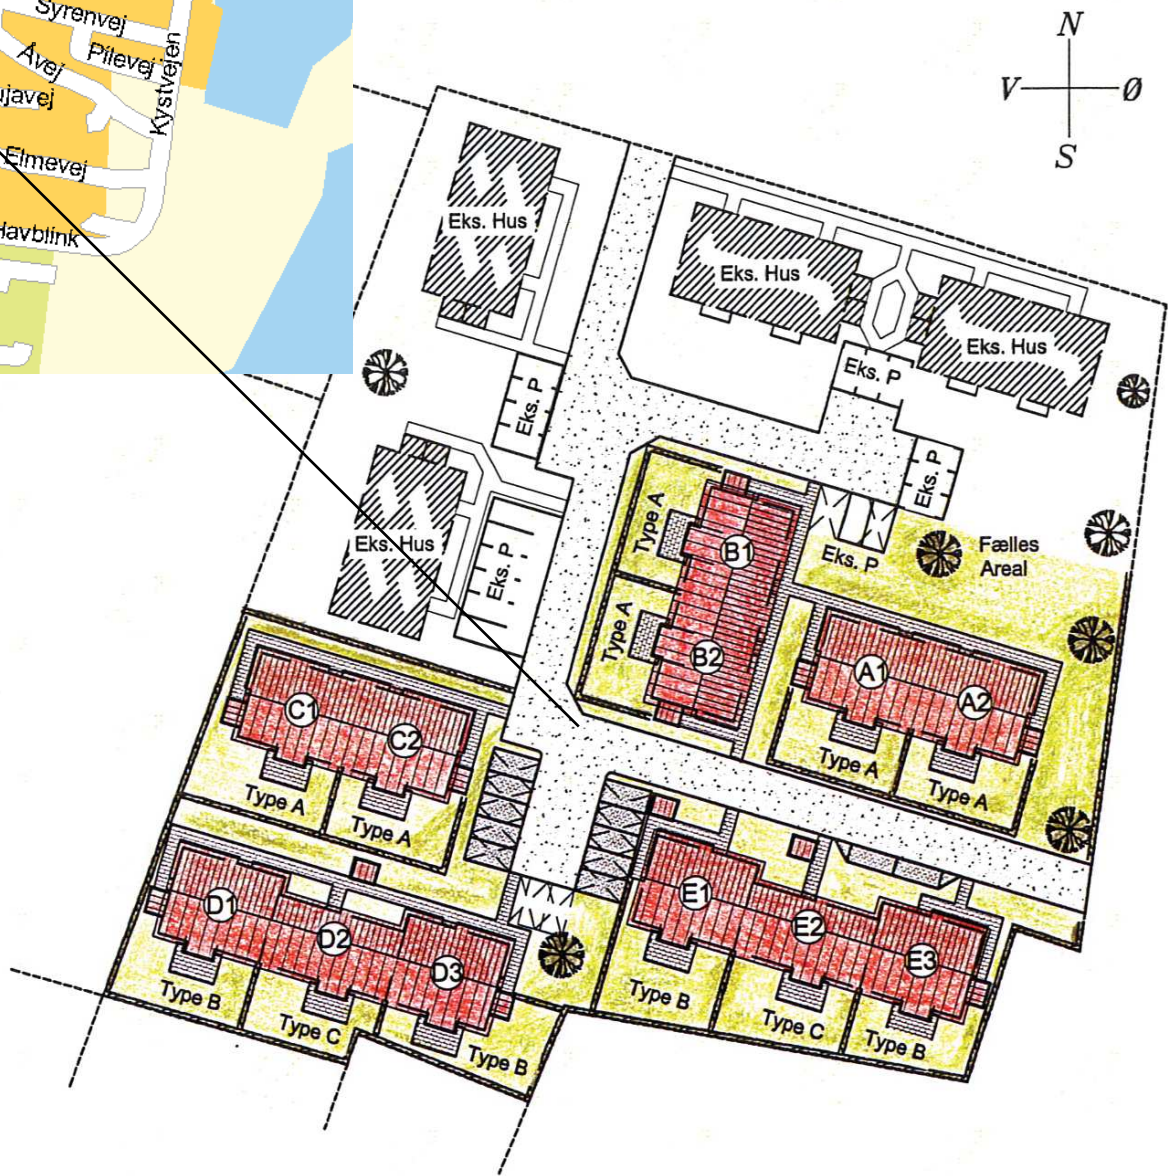 Syrenvej
Pilevej
Kystvejen
Åvej
Elmevej
Havblink
N
V
Ø
S
Eks. Hus
Eks. Hus
Eks. Hus
Eks. P
Eks. P
Eks. P
Eks. Hus
Eks. P
Eks. P
Fælles
Areal
Type A
B1
Type A
B2
A1
A2
Type A
Type A
C1
C2
Type A
Type A
D1
D2
D3
Type B
Type C
Type B
E1
E2
E3
Type B
Type C
Type B